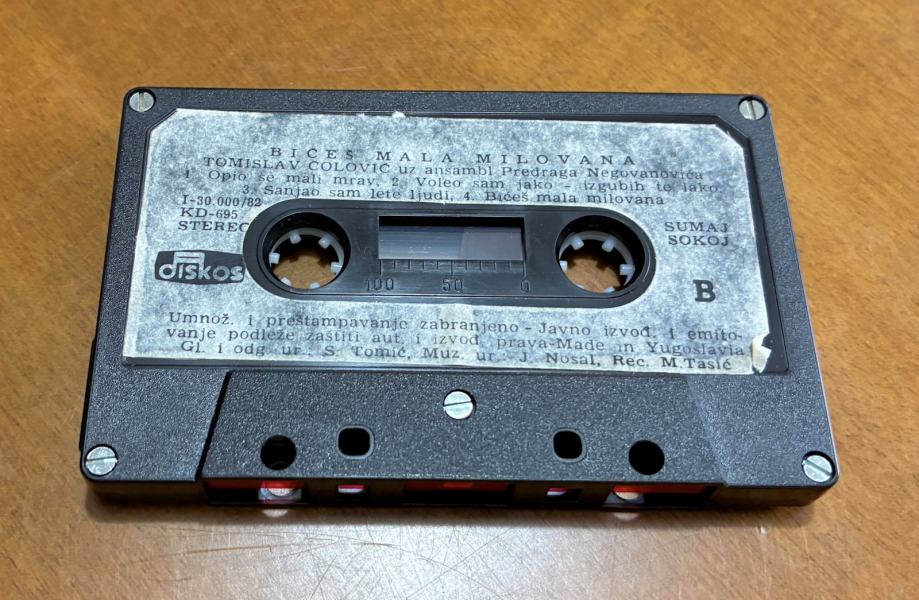 BIĆEŠ MALA MILOVANA
TOMISLAV ČOLOVIĆ uz ansambl Predraga Negovanovića
1. Opio se mali mrav, 2. Voleo sam jako - izgubih te lako,
3. Sanjao sam lete ljudi, 4. Bićeš mala milovana
I-30.000/82
KD-695
STEREO
SUMAJ
SOKOJ
diskos
100 50 0
B
Umnož. i preštampavanje zabranjeno - Javno izvođ. i emito-
vanje podleže zaštiti aut. i izvođ. prava-Made in Yugoslavia
Gl. i odg. ur.: S. Tomić, Muz. ur.: J. Nosal, Rec. M.Tasić